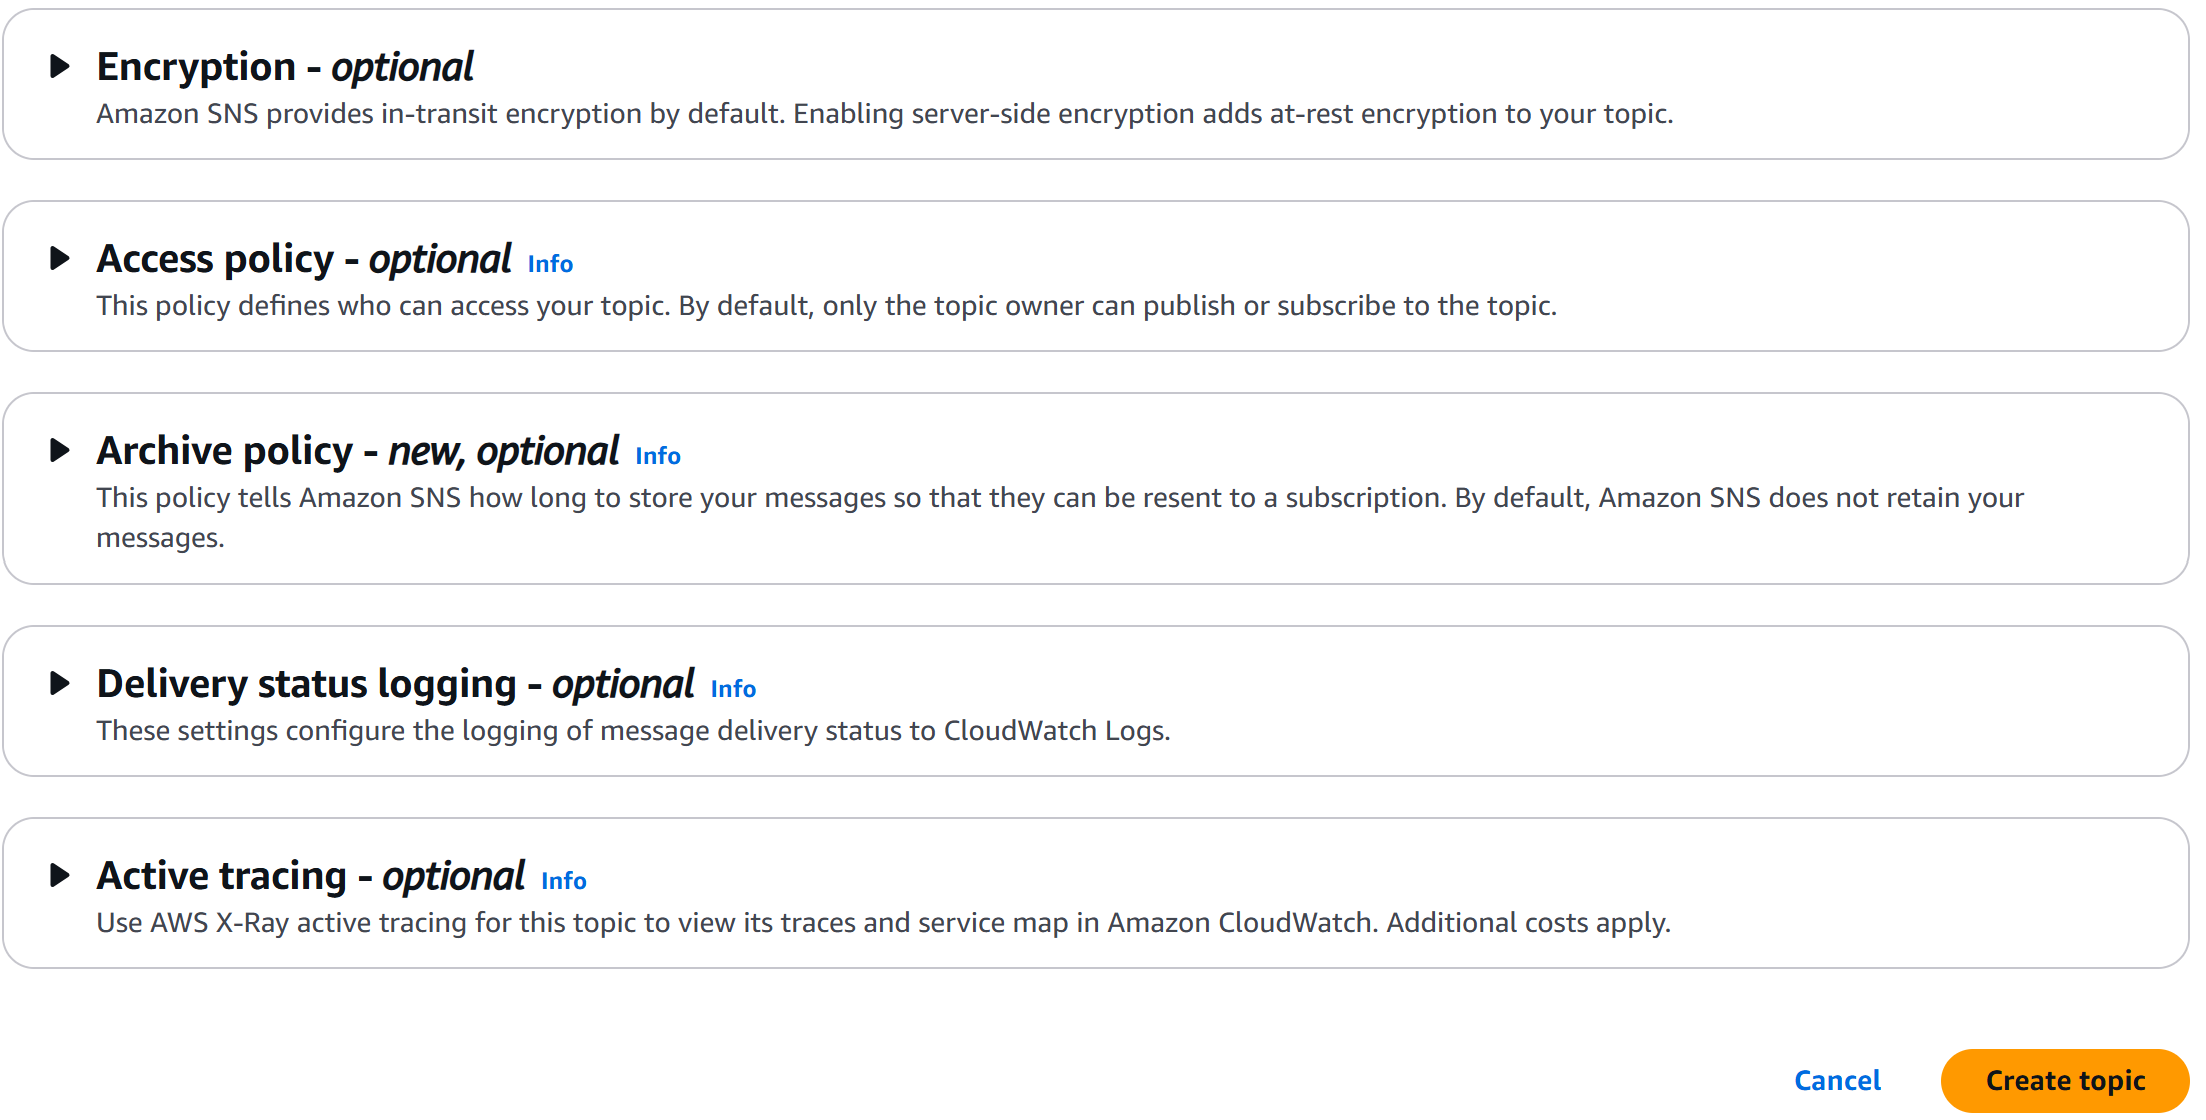 Encryption - optional
Amazon SNS provides in-transit encryption by default. Enabling server-side encryption adds at-rest encryption to your topic.
Access policy - optional Info
This policy defines who can access your topic. By default, only the topic owner can publish or subscribe to the topic.
Archive policy - new, optional Info
This policy tells Amazon SNS how long to store your messages so that they can be resent to a subscription. By default, Amazon SNS does not retain your
messages.
Delivery status logging - optional Info
These settings configure the logging of message delivery status to CloudWatch Logs.
Active tracing - optional Info
Use AWS X-Ray active tracing for this topic to view its traces and service map in Amazon CloudWatch. Additional costs apply.
Cancel Create topic